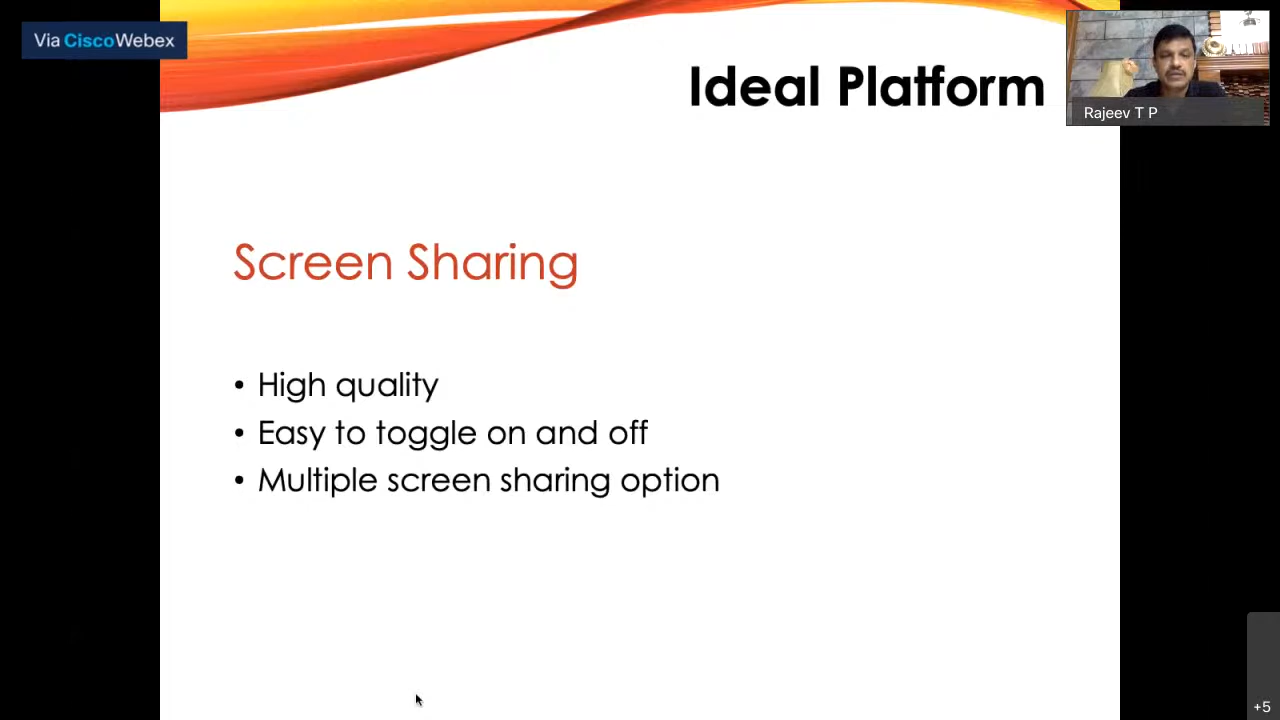 Via CiscoWebex
Ideal Platform
Rajeev T P
Screen Sharing
• High quality
• Easy to toggle on and off
• Multiple screen sharing option
+5